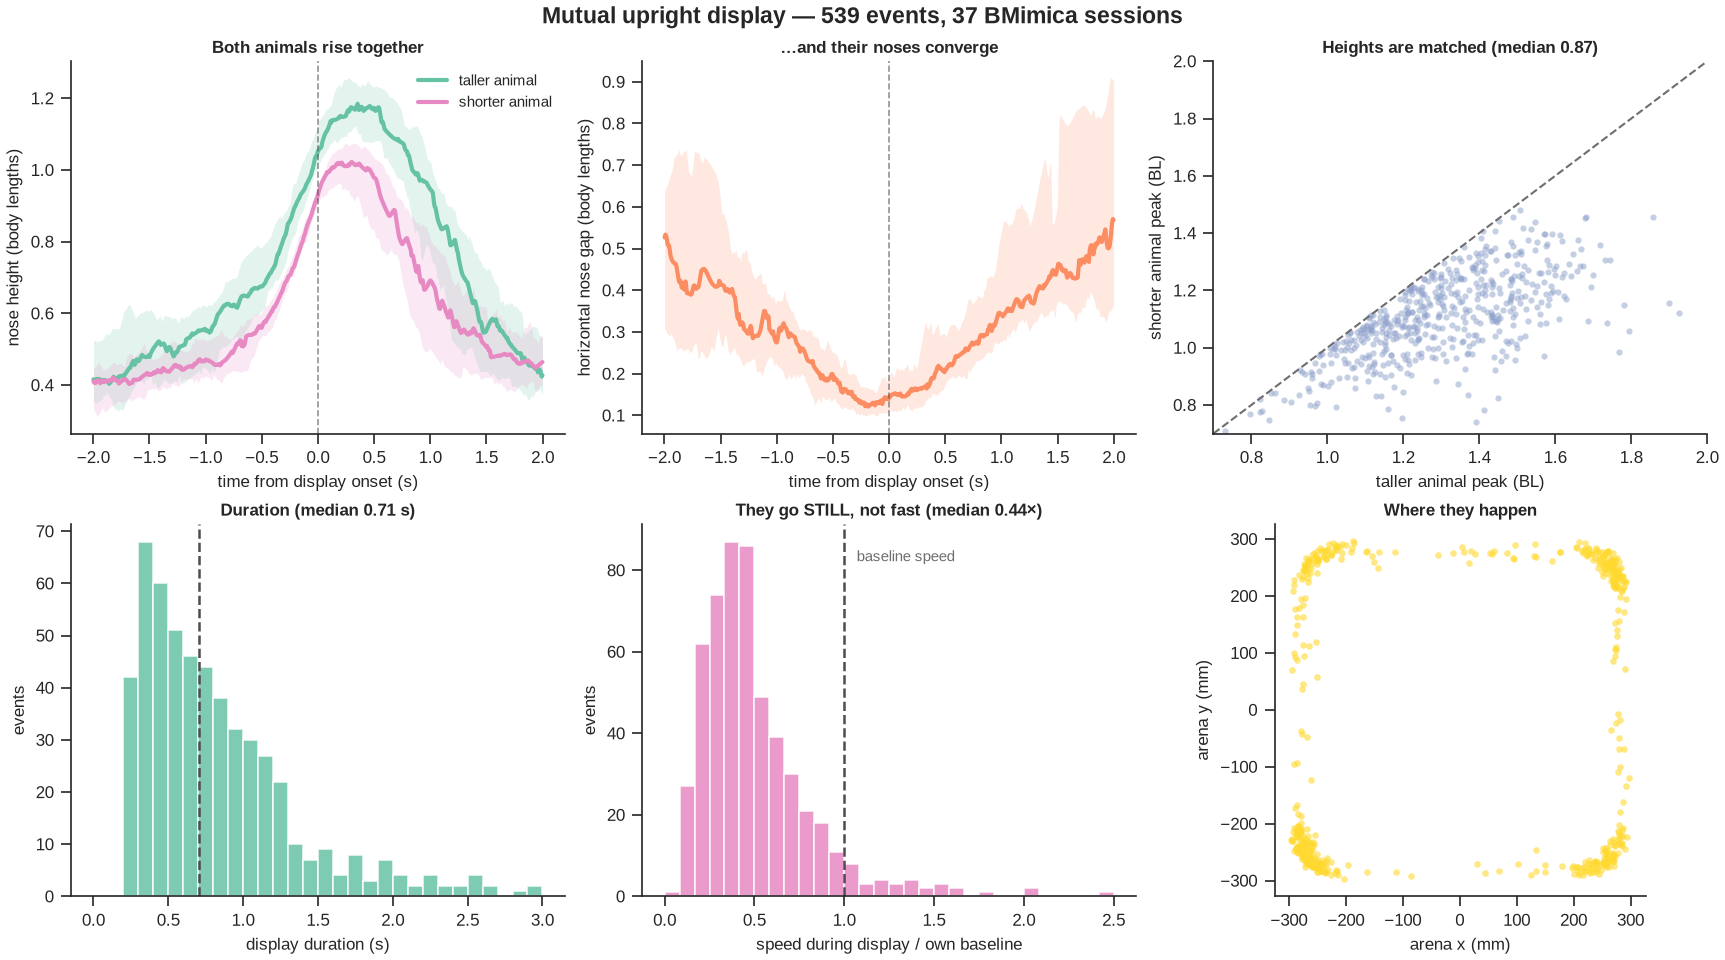 Mutual upright display — 539 events, 37 BMimica sessions
Both animals rise together
nose height (body lengths)
1.2
1.0
0.8
0.6
0.4
taller animal
shorter animal
−2.0 −1.5 −1.0 −0.5 0.0 0.5 1.0 1.5 2.0
time from display onset (s)
...and their noses converge
horizontal nose gap (body lengths)
0.9
0.8
0.7
0.6
0.5
0.4
0.3
0.2
0.1
−2.0 −1.5 −1.0 −0.5 0.0 0.5 1.0 1.5 2.0
time from display onset (s)
Heights are matched (median 0.87)
shorter animal peak (BL)
2.0
1.8
1.6
1.4
1.2
1.0
0.8
0.8 1.0 1.2 1.4 1.6 1.8 2.0
taller animal peak (BL)
Duration (median 0.71 s)
events
70
60
50
40
30
20
10
0
0.0 0.5 1.0 1.5 2.0 2.5 3.0
display duration (s)
They go STILL, not fast (median 0.44×)
events
80
60
40
20
0
baseline speed
0.0 0.5 1.0 1.5 2.0 2.5
speed during display / own baseline
Where they happen
arena y (mm)
300
200
100
0
−100
−200
−300
−300 −200 −100 0 100 200 300
arena x (mm)